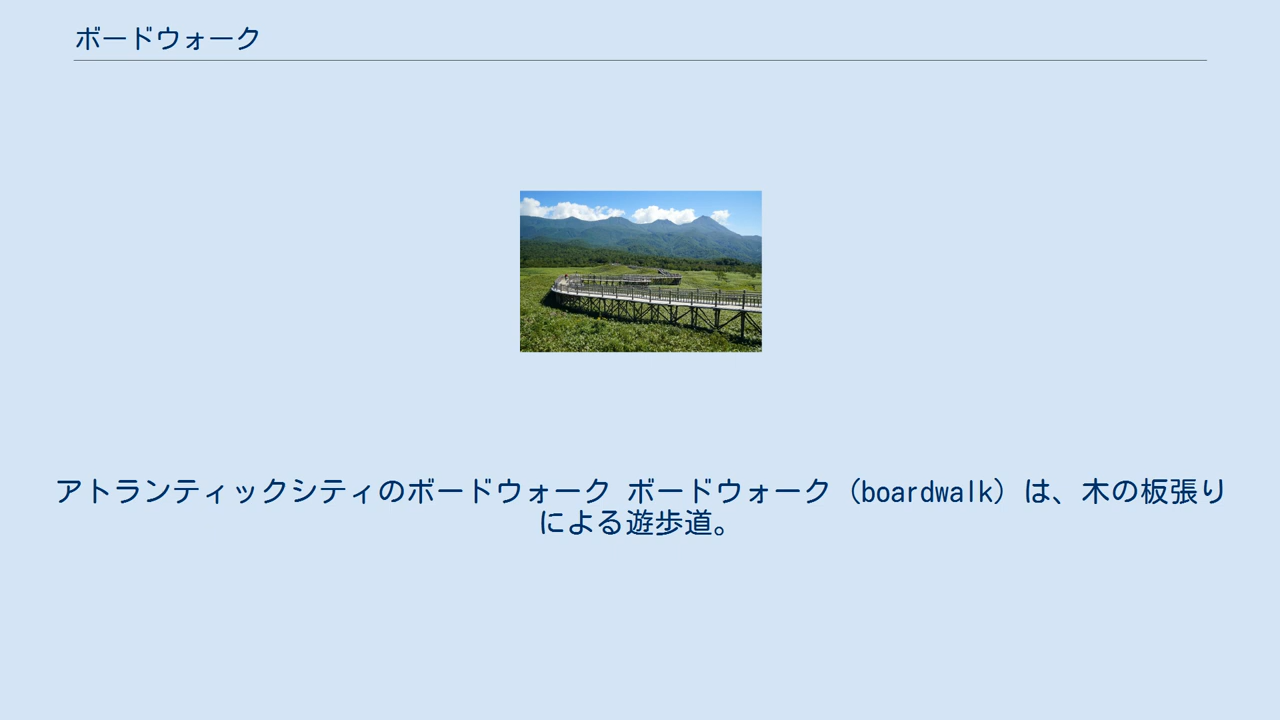 ボードウォーク
アトランティックシティのボードウォーク ボードウォーク（boardwalk）は、木の板張り
による遊歩道。